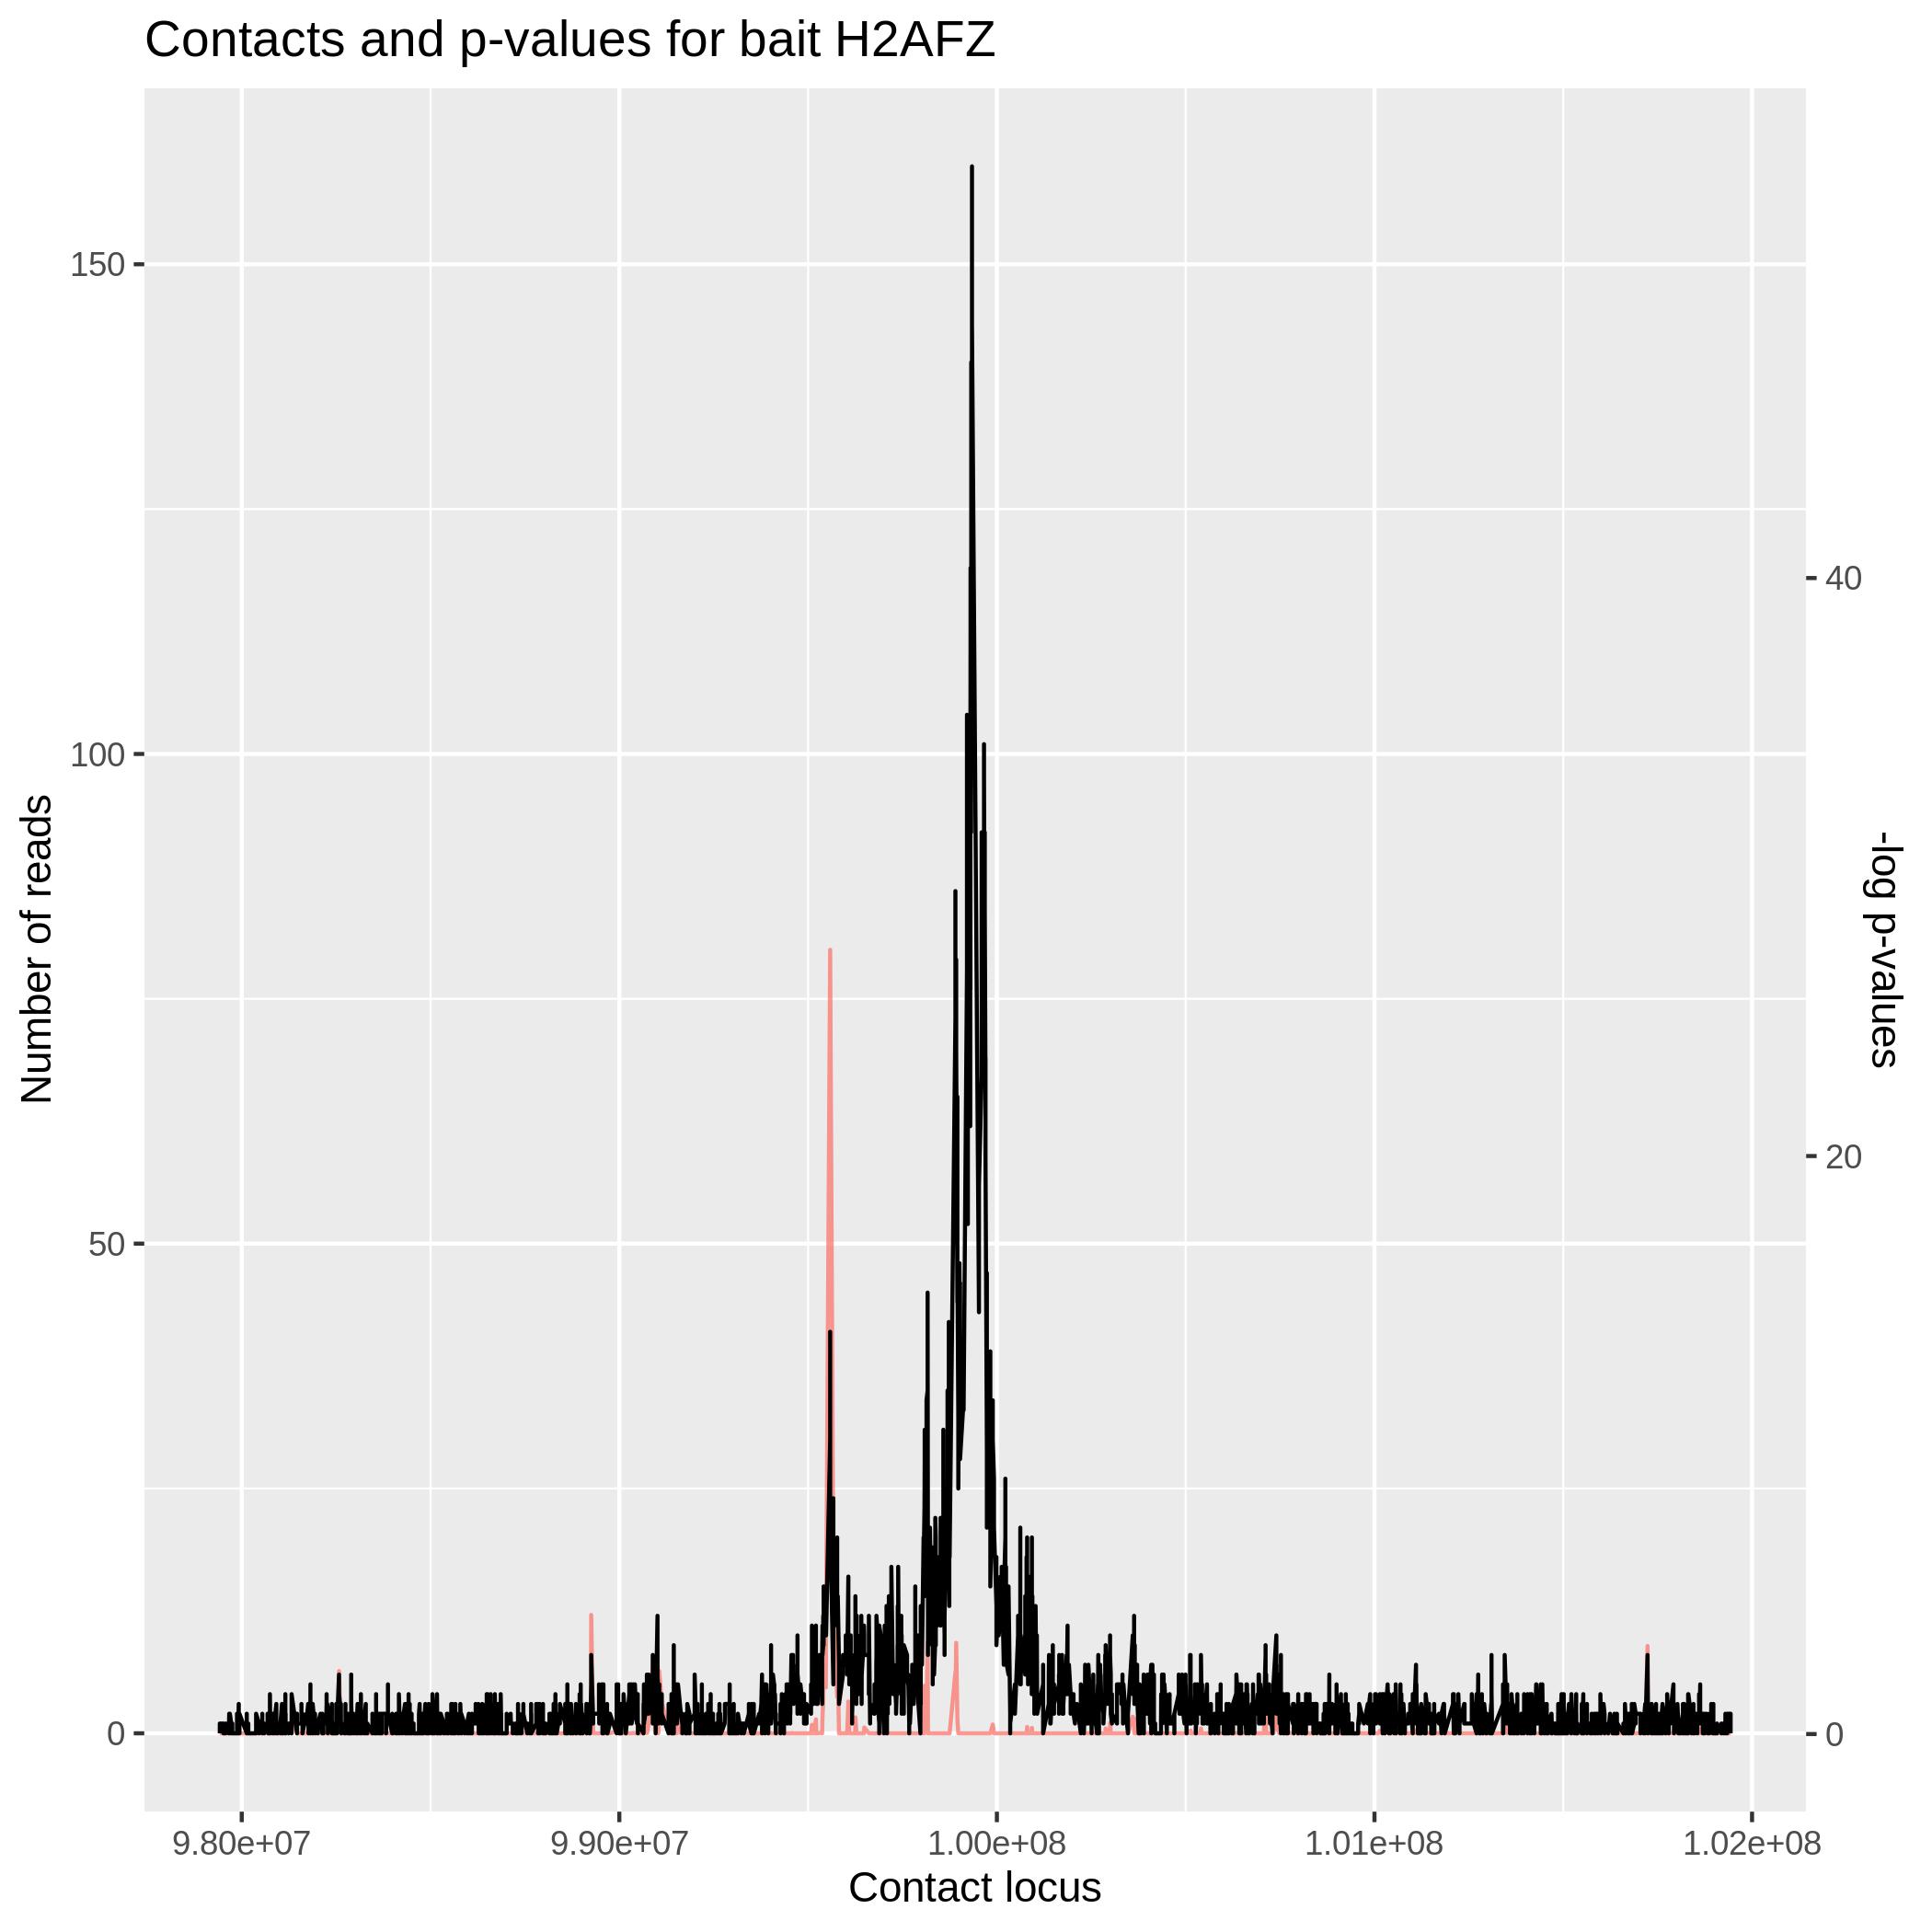 Contacts and p-values for bait H2AFZ
150
100
50
0
Number of reads
40
20
0
-log p-values
9.80e+07
9.90e+07
1.00e+08
1.01e+08
1.02e+08
Contact locus